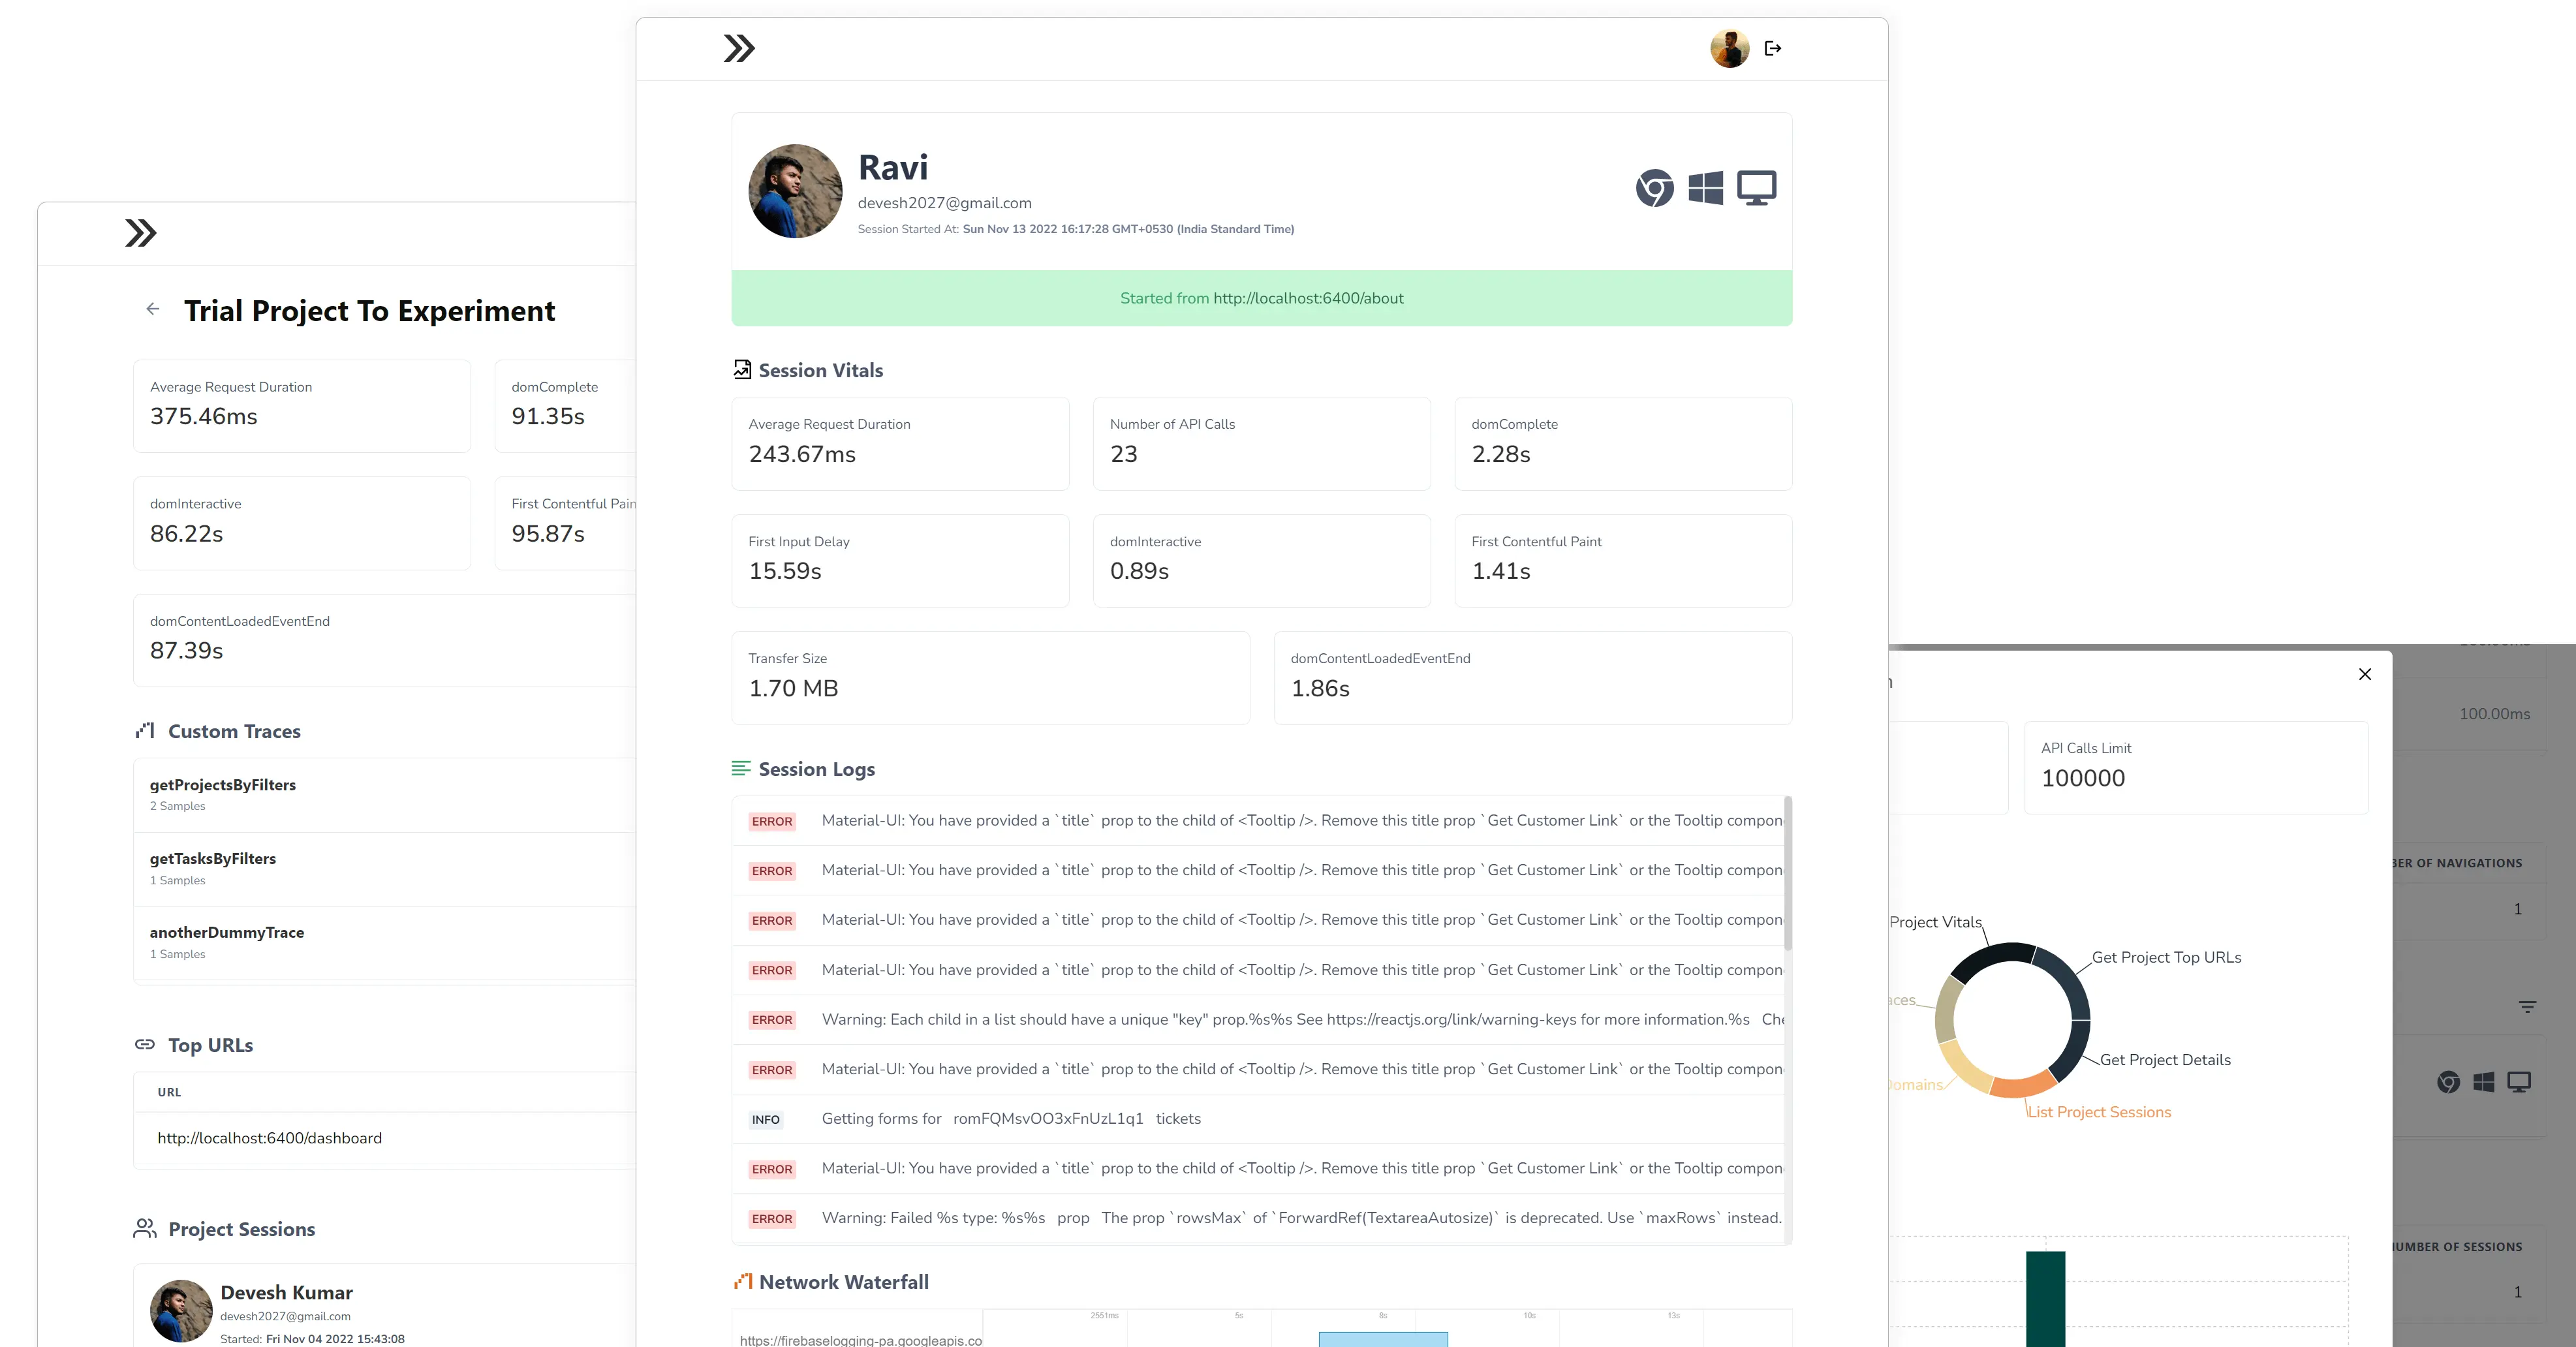 Trial Project To Experiment
Average Request Duration
375.46ms
domComplete
91.35s
domInteractive
86.22s
First Contentful Pain
95.87s
domContentLoadedEventEnd
87.39s
Custom Traces
getProjectsByFilters
2 Samples
getTasksByFilters
1 Samples
anotherDummyTrace
1 Samples
Top URLs
URL
http://localhost:6400/dashboard
Project Sessions
Devesh Kumar
devesh2027@gmail.com
Started: Fri Nov 04 2022 15:43:08
Ravi
devesh2027@gmail.com
Session Started At: Sun Nov 13 2022 16:17:28 GMT+0530 (India Standard Time)
Started from http://localhost:6400/about
Session Vitals
Average Request Duration
243.67ms
Number of API Calls
23
domComplete
2.28s
First Input Delay
15.59s
domInteractive
0.89s
First Contentful Paint
1.41s
Transfer Size
1.70 MB
domContentLoadedEventEnd
1.86s
Session Logs
ERROR Material-UI: You have provided a `title` prop to the child of <Tooltip />. Remove this title prop `Get Customer Link` or the Tooltip compon
ERROR Material-UI: You have provided a `title` prop to the child of <Tooltip />. Remove this title prop `Get Customer Link` or the Tooltip compon
ERROR Material-UI: You have provided a `title` prop to the child of <Tooltip />. Remove this title prop `Get Customer Link` or the Tooltip compon
ERROR Material-UI: You have provided a `title` prop to the child of <Tooltip />. Remove this title prop `Get Customer Link` or the Tooltip compon
ERROR Warning: Each child in a list should have a unique "key" prop.%s%s See https://reactjs.org/link/warning-keys for more information.%s Che
ERROR Material-UI: You have provided a `title` prop to the child of <Tooltip />. Remove this title prop `Get Customer Link` or the Tooltip compon
INFO Getting forms for romFQMsvOO3xFnUzL1q1 tickets
ERROR Material-UI: You have provided a `title` prop to the child of <Tooltip />. Remove this title prop `Get Customer Link` or the Tooltip compon
ERROR Warning: Failed %s type: %s%s prop The prop `rowsMax` of `ForwardRef(TextareaAutosize)` is deprecated. Use `maxRows` instead.
Network Waterfall
2551ms 5s 8s 10s 13s
https://firebaselogging-pa.googleapis.co
API Calls Limit
100000
Project Vitals
Get Project Top URLs
aces
Get Project Details
Domains
List Project Sessions
100.00ms
BER OF NAVIGATIONS
1
NUMBER OF SESSIONS
1